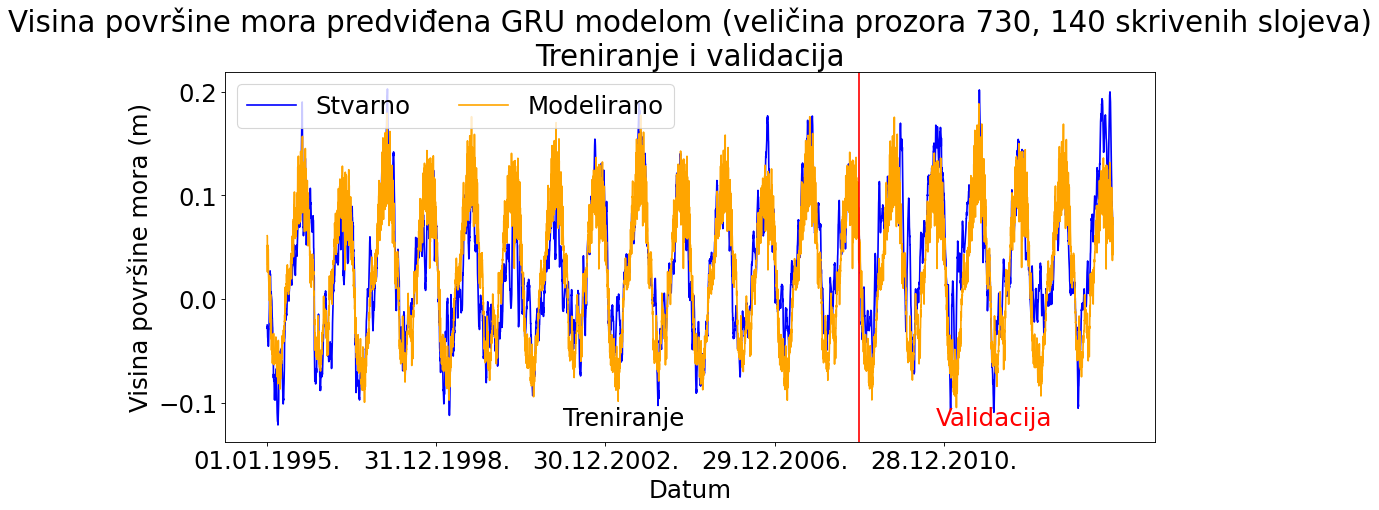 Visina površine mora predviđena GRU modelom (veličina prozora 730, 140 skrivenih slojeva)
Treniranje i validacija
Stvarno Modelirano
Visina površine mora (m)
0.2
0.1
0.0
−0.1
Treniranje Validacija
01.01.1995. 31.12.1998. 30.12.2002. 29.12.2006. 28.12.2010.
Datum